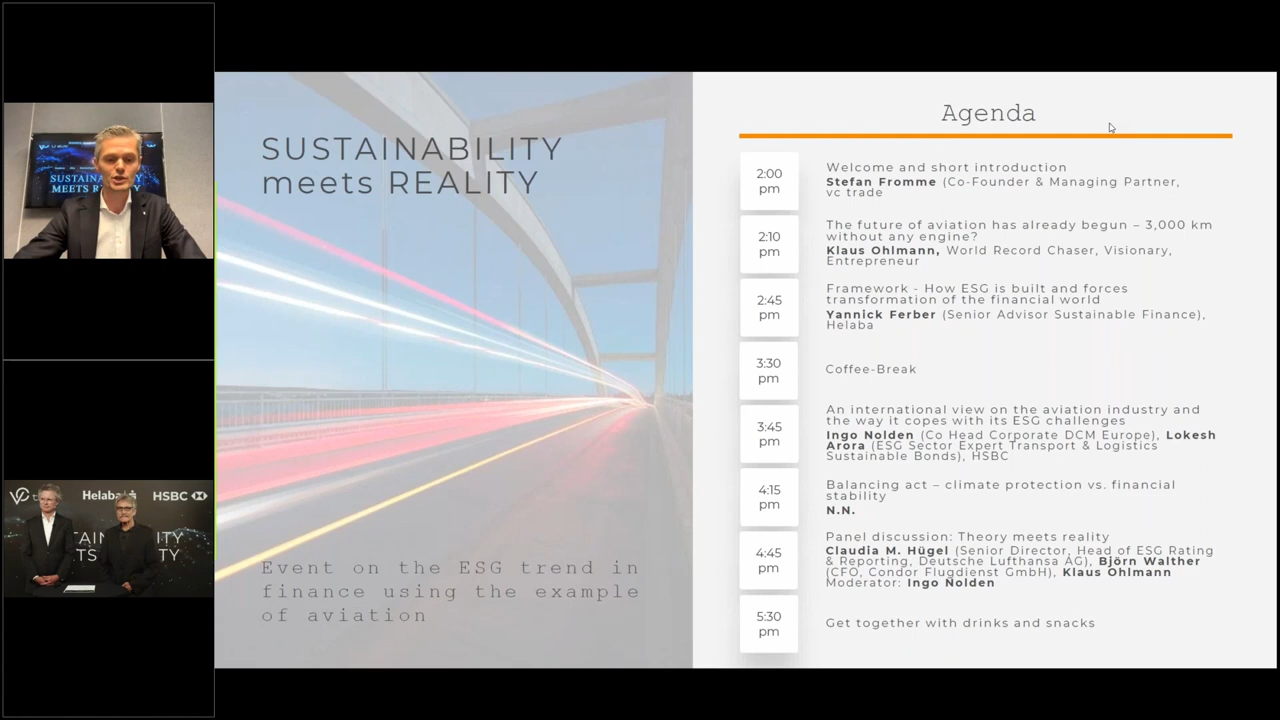 SUSTAINA
MEETS R
Helaba
HSBC
TAIN
ITY
TS
TY
SUSTAINABILITY
meets REALITY
Event on the ESG trend in
finance using the example
of aviation
Agenda
2:00
pm
Welcome and short introduction
Stefan Fromme (Co-Founder & Managing Partner,
vc trade
2:10
pm
The future of aviation has already begun – 3,000 km
without any engine?
Klaus Ohlmann, World Record Chaser, Visionary,
Entrepreneur
2:45
pm
Framework - How ESG is built and forces
transformation of the financial world
Yannick Ferber (Senior Advisor Sustainable Finance),
Helaba
3:30
pm
Coffee-Break
3:45
pm
An international view on the aviation industry and
the way it copes with its ESG challenges
Ingo Nolden (Co Head Corporate DCM Europe), Lokesh
Arora (ESG Sector Expert Transport & Logistics
Sustainable Bonds), HSBC
4:15
pm
Balancing act – climate protection vs. financial
stability
N.N.
4:45
pm
Panel discussion: Theory meets reality
Claudia M. Hügel (Senior Director, Head of ESG Rating
& Reporting, Deutsche Lufthansa AG), Björn Walther
(CFO, Condor Flugdienst GmbH), Klaus Ohlmann
Moderator: Ingo Nolden
5:30
pm
Get together with drinks and snacks